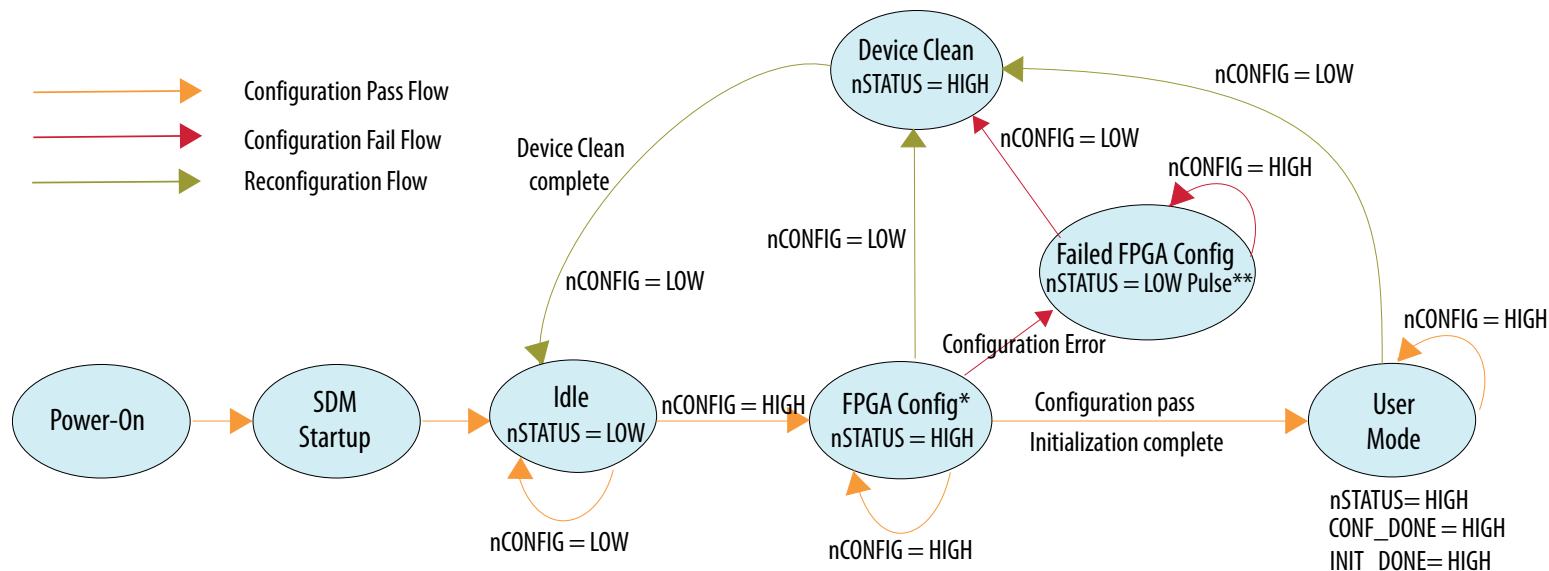 Configuration Pass Flow
Configuration Fail Flow
Reconfiguration Flow
Device Clean
nSTATUS = HIGH
nCONFIG = LOW
nCONFIG = LOW
nCONFIG = HIGH
Device Clean
complete
nCONFIG = LOW
nCONFIG = LOW
Failed FPGA Config
nSTATUS = LOW Pulse**
nCONFIG = HIGH
Configuration Error
Power-On
SDM
Startup
Idle
nSTATUS = LOW
nCONFIG = LOW
nCONFIG = HIGH
FPGA Config*
nSTATUS = HIGH
nCONFIG = HIGH
Configuration pass
Initialization complete
User
Mode
nSTATUS= HIGH
CONF_DONE = HIGH
INIT_DONE= HIGH